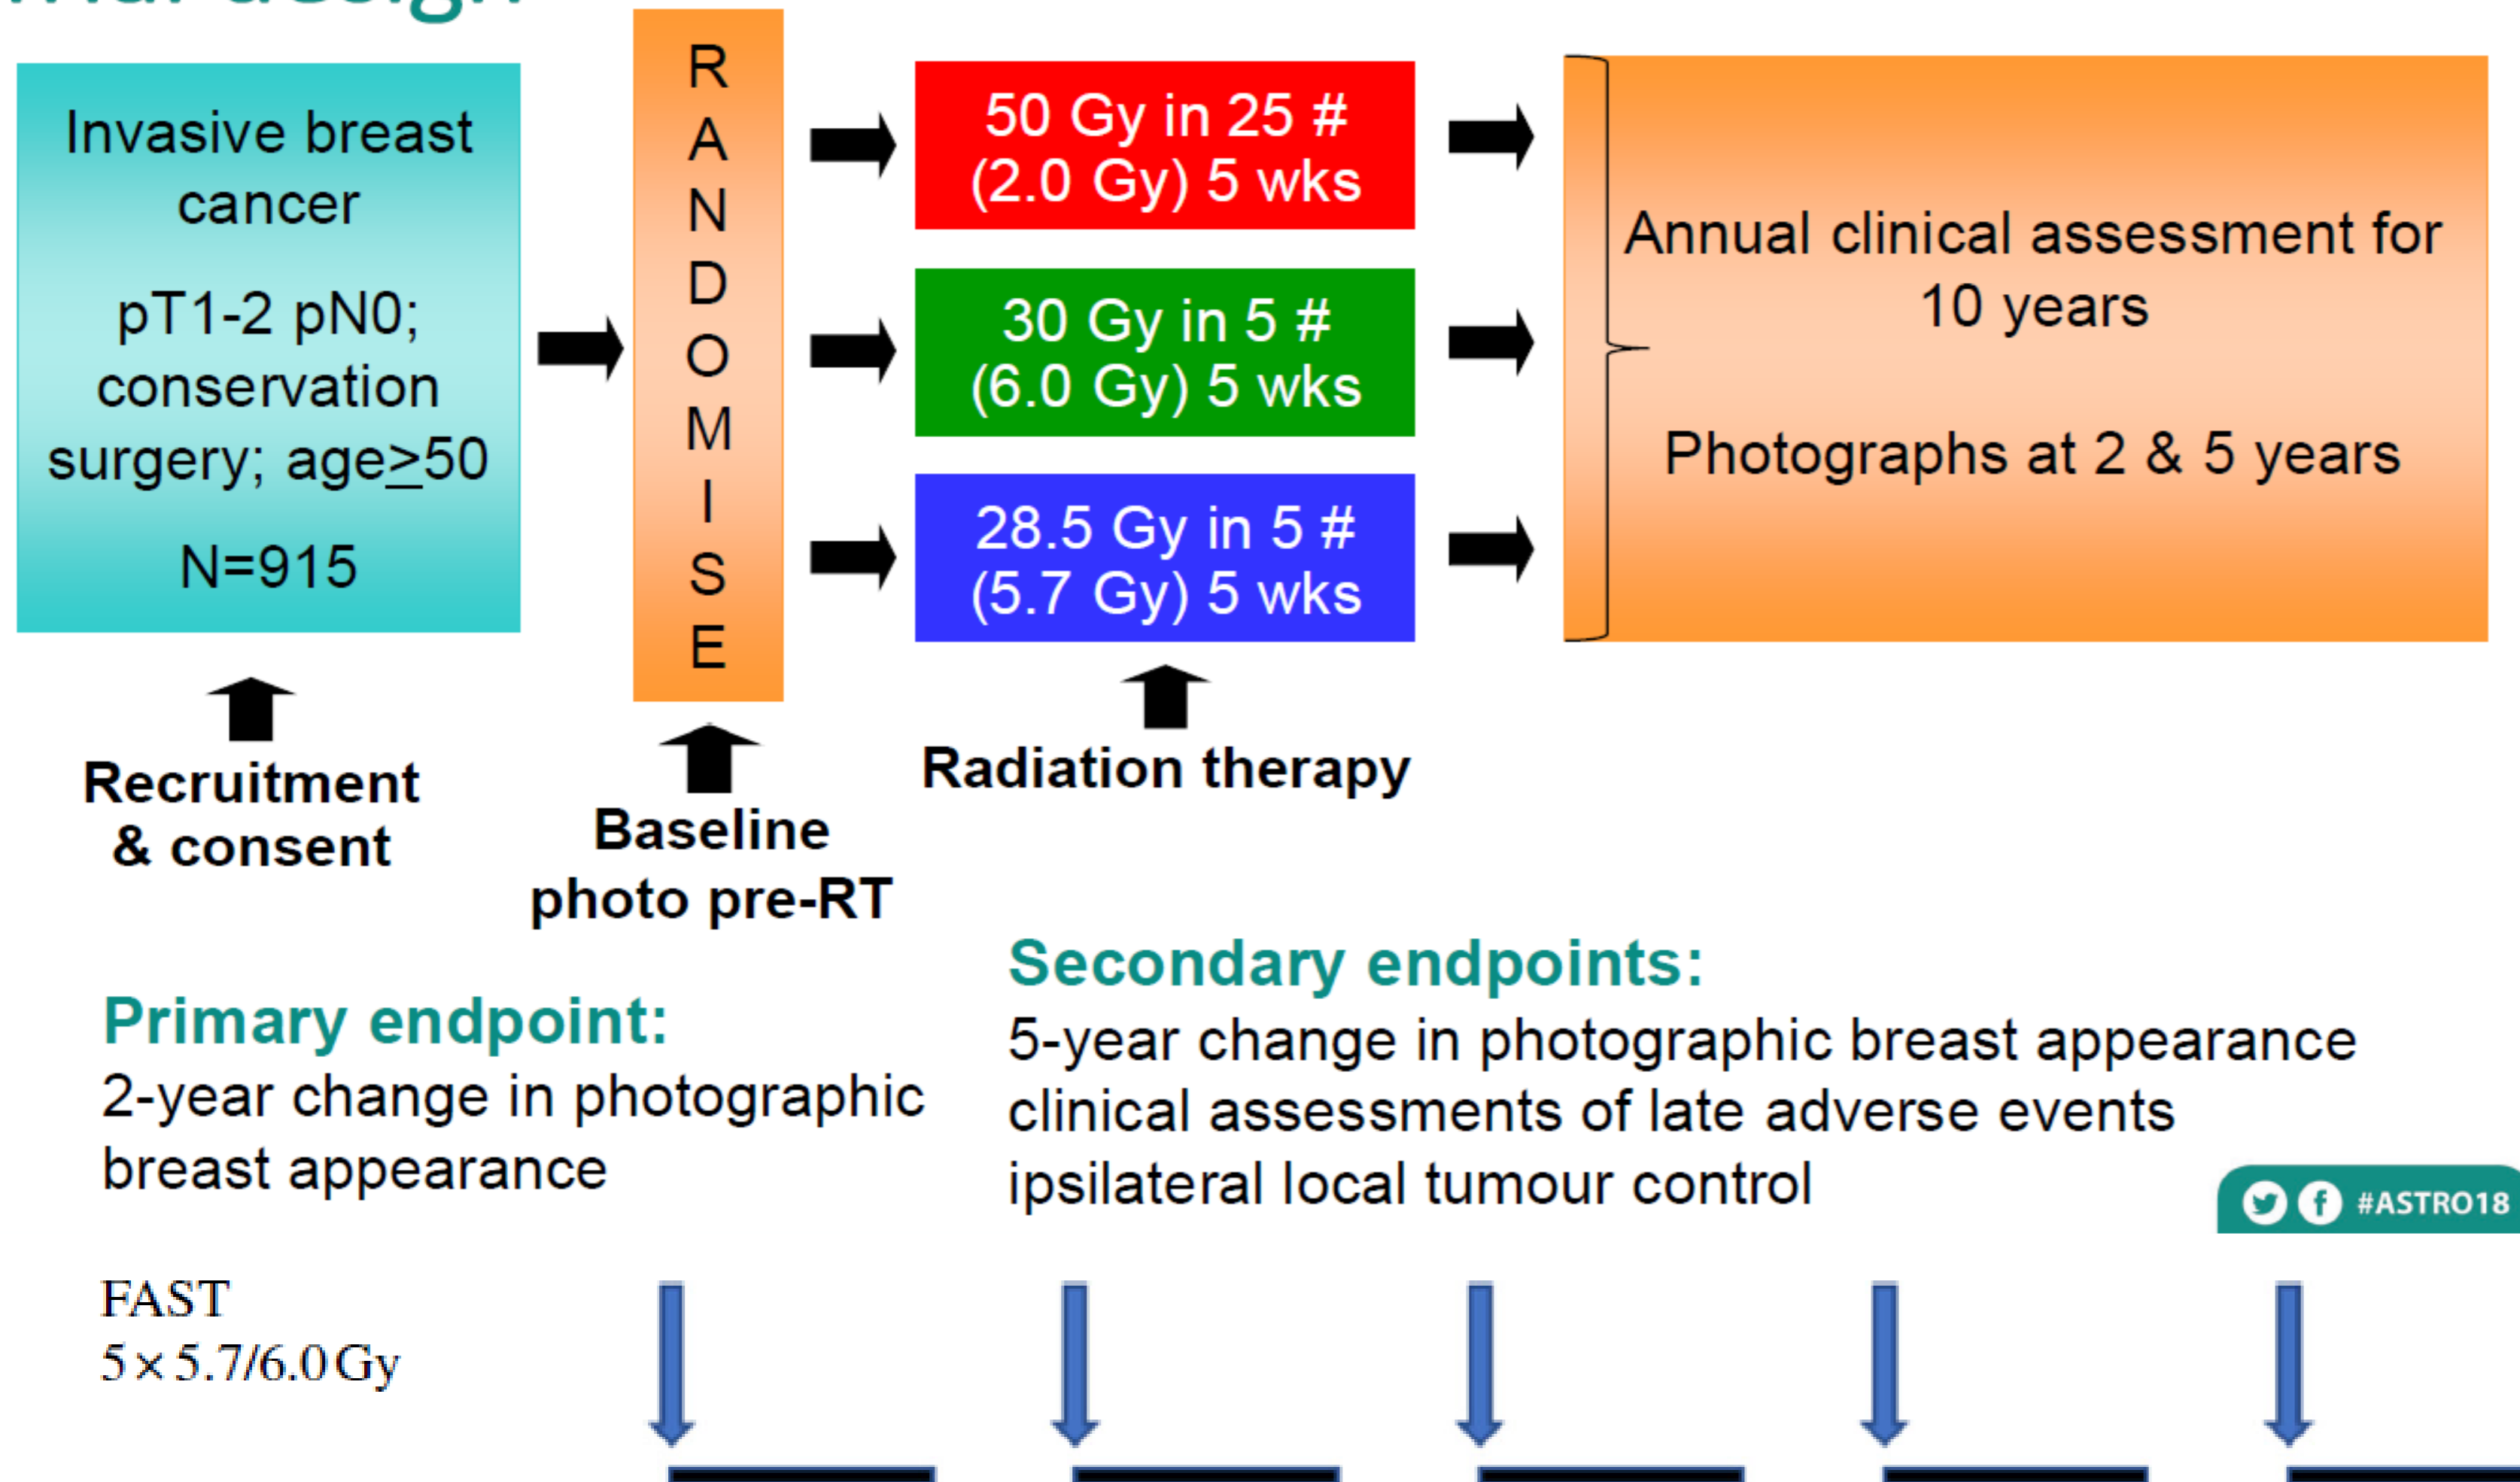 design
Invasive breast
cancer
pT1-2 pN0;
conservation
surgery; age≥50
N=915
R
A
N
D
O
M
I
S
E
50 Gy in 25 #
(2.0 Gy) 5 wks
30 Gy in 5 #
(6.0 Gy) 5 wks
28.5 Gy in 5 #
(5.7 Gy) 5 wks
Annual clinical assessment for
10 years
Photographs at 2 & 5 years
Recruitment
& consent
Baseline
photo pre-RT
Radiation therapy
Primary endpoint:
2-year change in photographic
breast appearance
Secondary endpoints:
5-year change in photographic breast appearance
clinical assessments of late adverse events
ipsilateral local tumour control
#ASTRO18
FAST
5×5.7/6.0 Gy